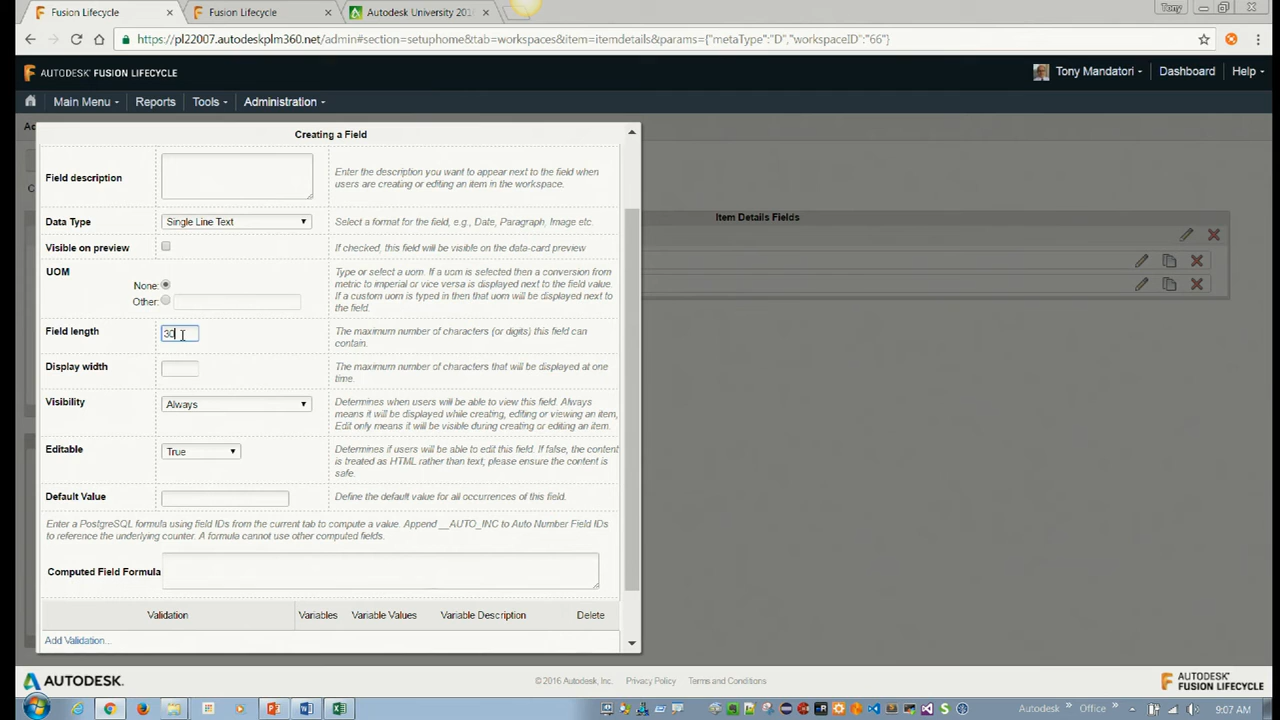 Fusion Lifecycle
Fusion Lifecycle
Autodesk University 201
Tony
https://pl22007.autodeskplm360.net/admin#section=setuphome&tab=workspaces&item=itemdetails&params={"metaType":"D","workspaceID":"66"}
AUTODESK® FUSION LIFECYCLE
Tony Mandatori
Dashboard
Help
Main Menu
Reports
Tools
Administration
Creating a Field
Field description
Enter the description you want to appear next to the field when
users are creating or editing an item in the workspace.
Data Type
Single Line Text
Select a format for the field, e.g., Date, Paragraph, Image etc.
Item Details Fields
Visible on preview
If checked, this field will be visible on the data-card preview
UOM
None:
Other:
Type or select a uom. If a uom is selected then a conversion from
metric to imperial or vice versa is displayed next to the field value.
If a custom uom is typed in then that uom will be displayed next to
the field.
Field length
30
The maximum number of characters (or digits) this field can
contain.
Display width
The maximum number of characters that will be displayed at one
time.
Visibility
Always
Determines when users will be able to view this field. Always
means it will be displayed while creating, editing or viewing an item,
Edit only means it will be visible during creating or editing an item.
Editable
True
Determines if users will be able to edit this field. If false, the content
is treated as HTML rather than text; please ensure the content is
safe.
Default Value
Define the default value for all occurrences of this field.
Enter a PostgreSQL formula using field IDs from the current tab to compute a value. Append __AUTO_INC to Auto Number Field IDs
to reference the underlying counter. A formula cannot use other computed fields.
Computed Field Formula
Validation
Variables
Variable Values
Variable Description
Delete
Add Validation...
AUTODESK.
© 2016 Autodesk, Inc.
Privacy Policy
Terms and Conditions
AUTODESK®
FUSION LIFECYCLE
Autodesk
Office
9:07 AM